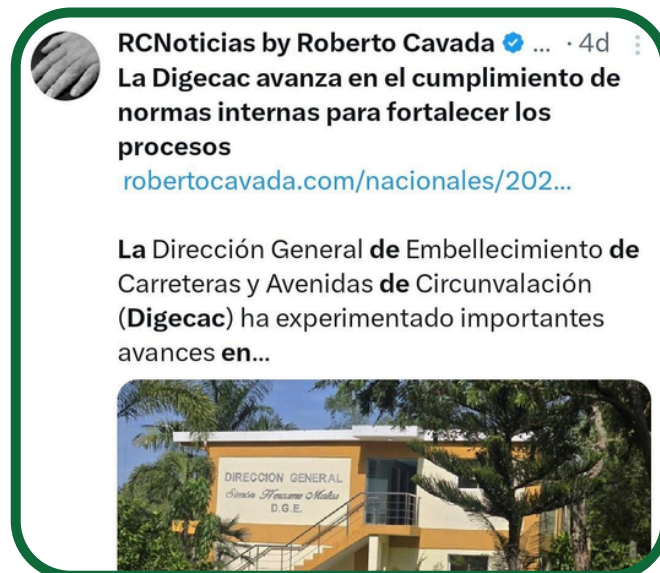 RCNoticias by Roberto Cavada ... · 4d
La Digecac avanza en el cumplimiento de
normas internas para fortalecer los
procesos
robertocavada.com/nacionales/202...
La Dirección General de Embellecimiento de
Carreteras y Avenidas de Circunvalación
(Digecac) ha experimentado importantes
avances en...
DIRECCION GENERAL
Simón
D.G.E.